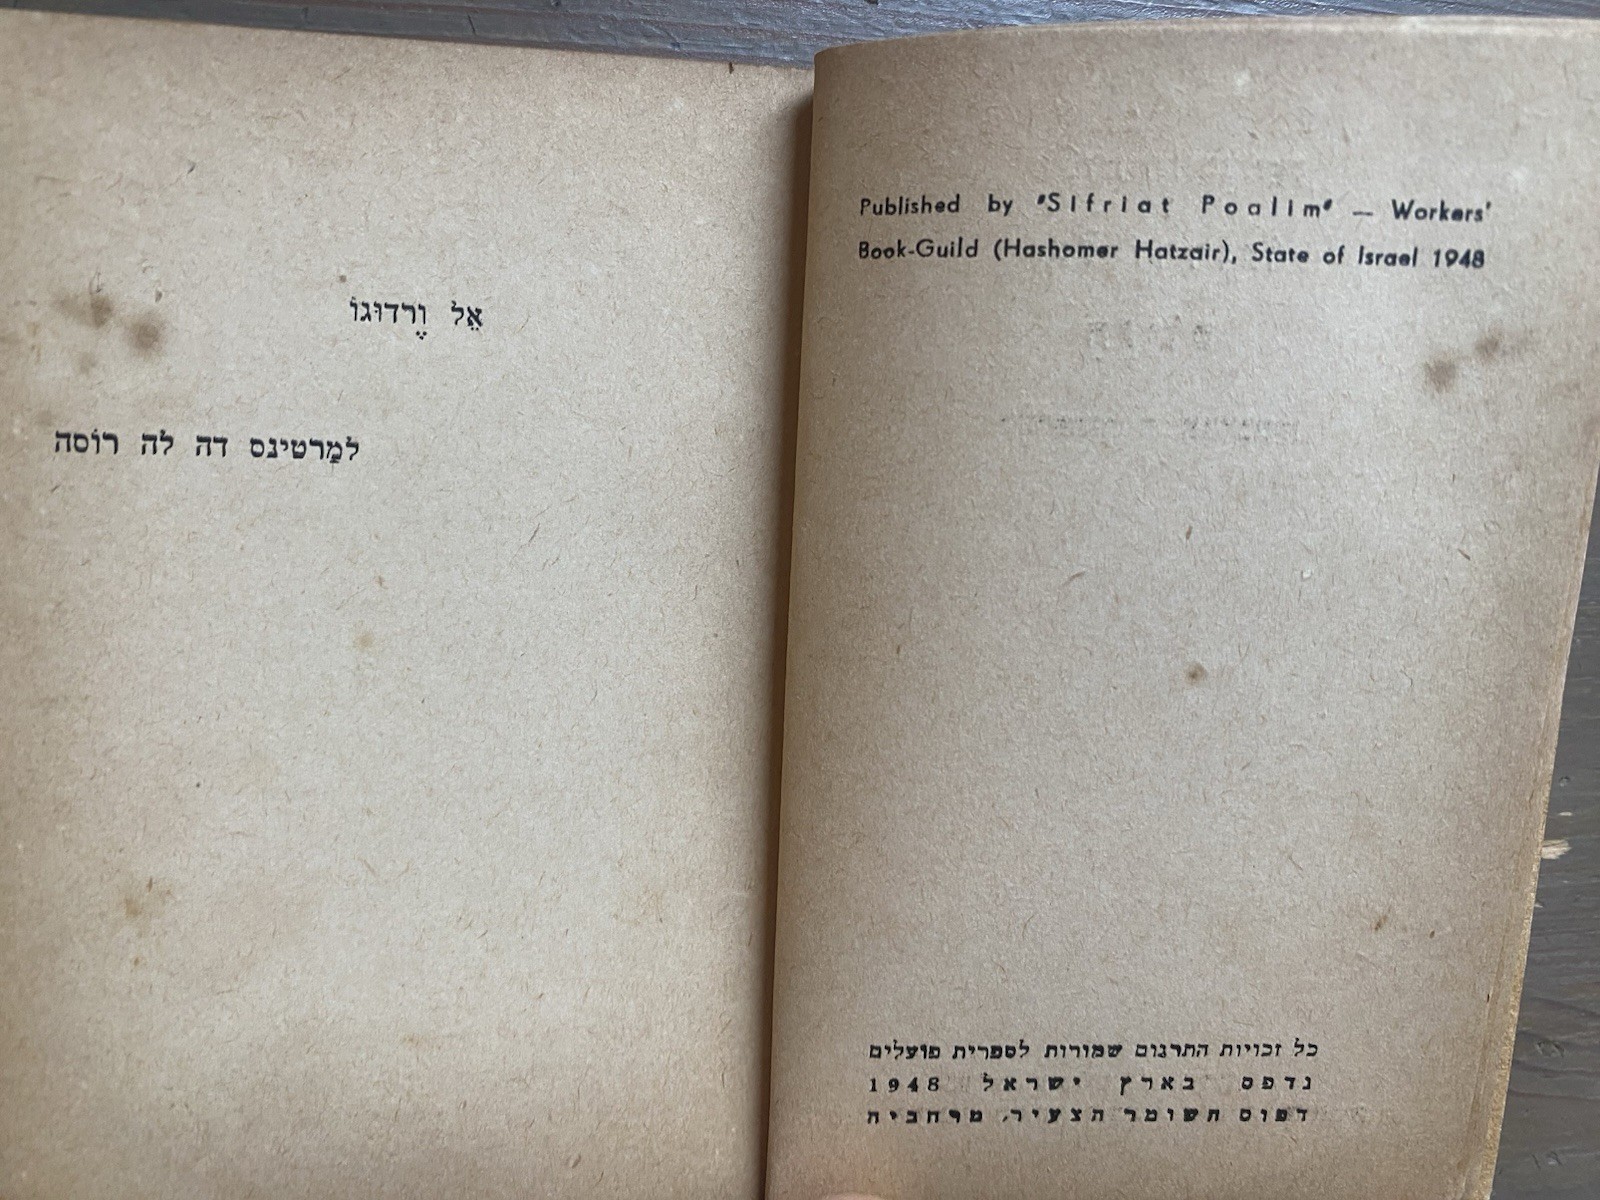 Published by "Sifriat Poalim" — Workers'
Book-Guild (Hashomer Hatzair), State of Israel 1948
כל זכויות התרגום שמורות לספרית פועלים
נדפס בארץ ישראל 1948
דפוס השומר הצעיר, מרחביה
אֵל וֶרדוּגוֹ
למַרטינס דה לה רוֹסה